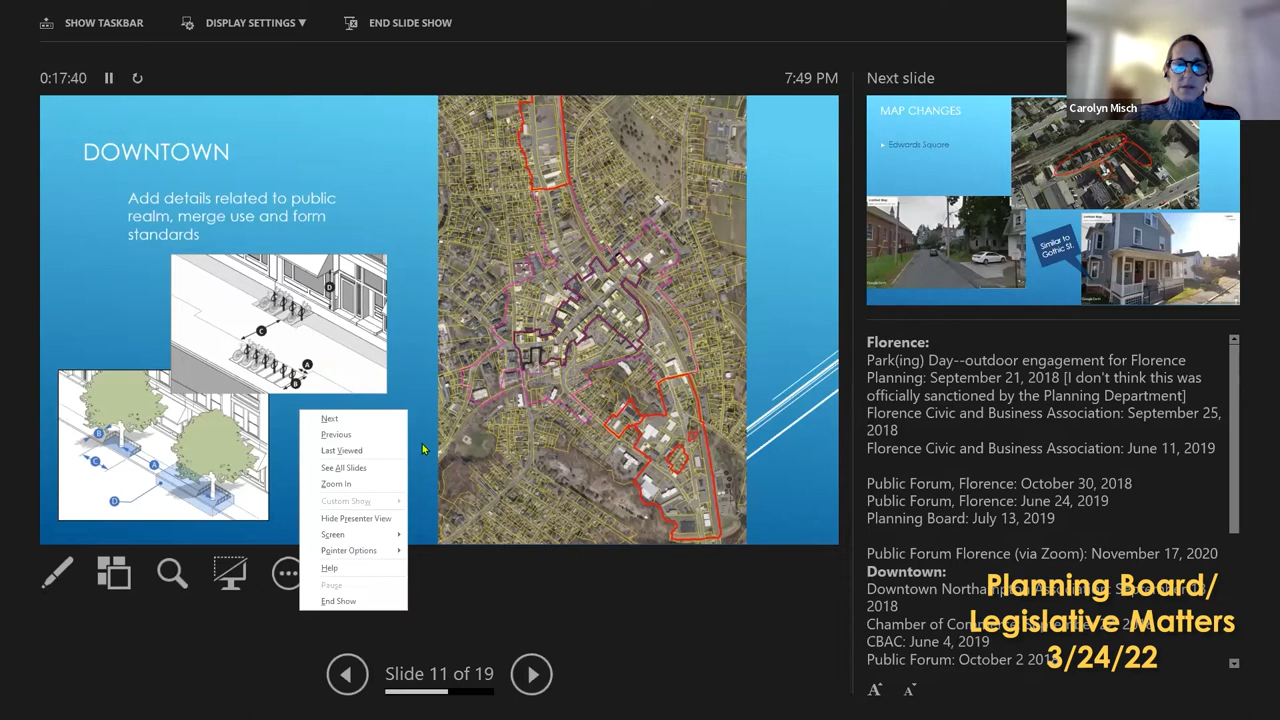 SHOW TASKBAR
DISPLAY SETTINGS ▼
END SLIDE SHOW
0:17:40
7:49 PM
DOWNTOWN
Add details related to public
realm, merge use and form
standards
D
C
A
B
B
C
A
D
Next
Previous
Last Viewed
See All Slides
Zoom In
Custom Show
Hide Presenter View
Screen
Pointer Options
Help
Pause
End Show
Slide 11 of 19
Next slide
Carolyn Misch
MAP CHANGES
Edwards Square
Similar to
Gothic St.
Florence:
Park(ing) Day--outdoor engagement for Florence
Planning: September 21, 2018 [I don't think this was
officially sanctioned by the Planning Department]
Florence Civic and Business Association: September 25,
2018
Florence Civic and Business Association: June 11, 2019
Public Forum, Florence: October 30, 2018
Public Forum, Florence: June 24, 2019
Planning Board: July 13, 2019
Public Forum Florence (via Zoom): November 17, 2020
Downtown:
Downtown Northampton Association: September
2018
Chamber of Commerce
CBAC: June 4, 2019
Public Forum: October 2
Planning Board/
Legislative Matters
3/24/22
A A